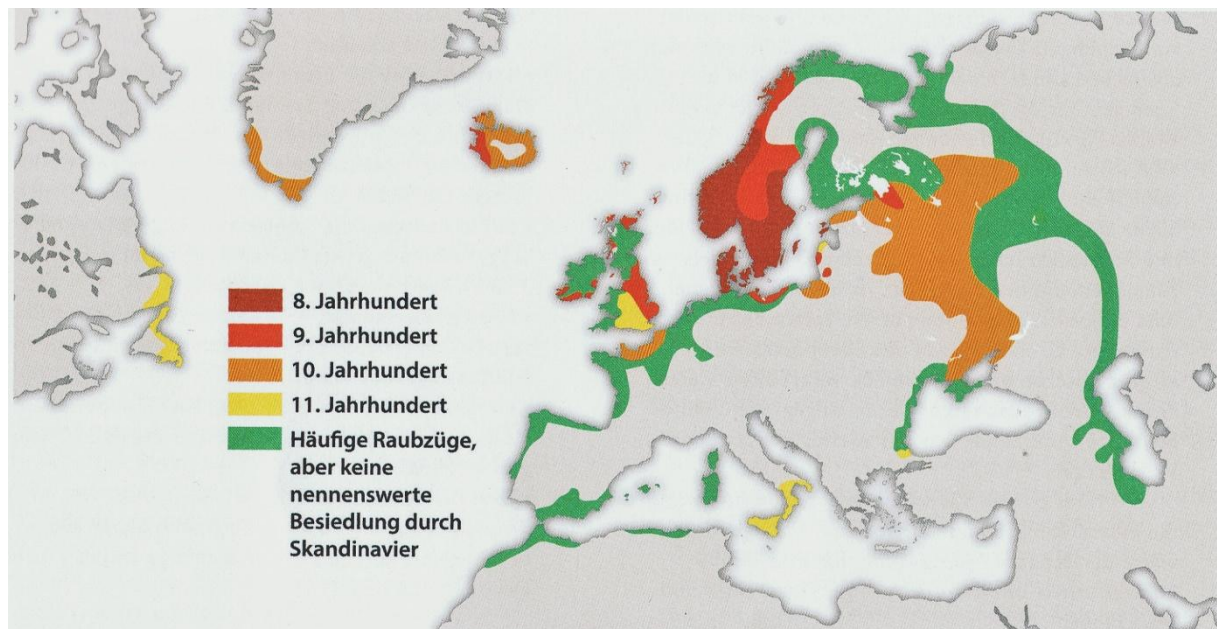 8. Jahrhundert
9. Jahrhundert
10. Jahrhundert
11. Jahrhundert
Häufige Raubzüge,
aber keine
nennenswerte
Besiedlung durch
Skandinavier